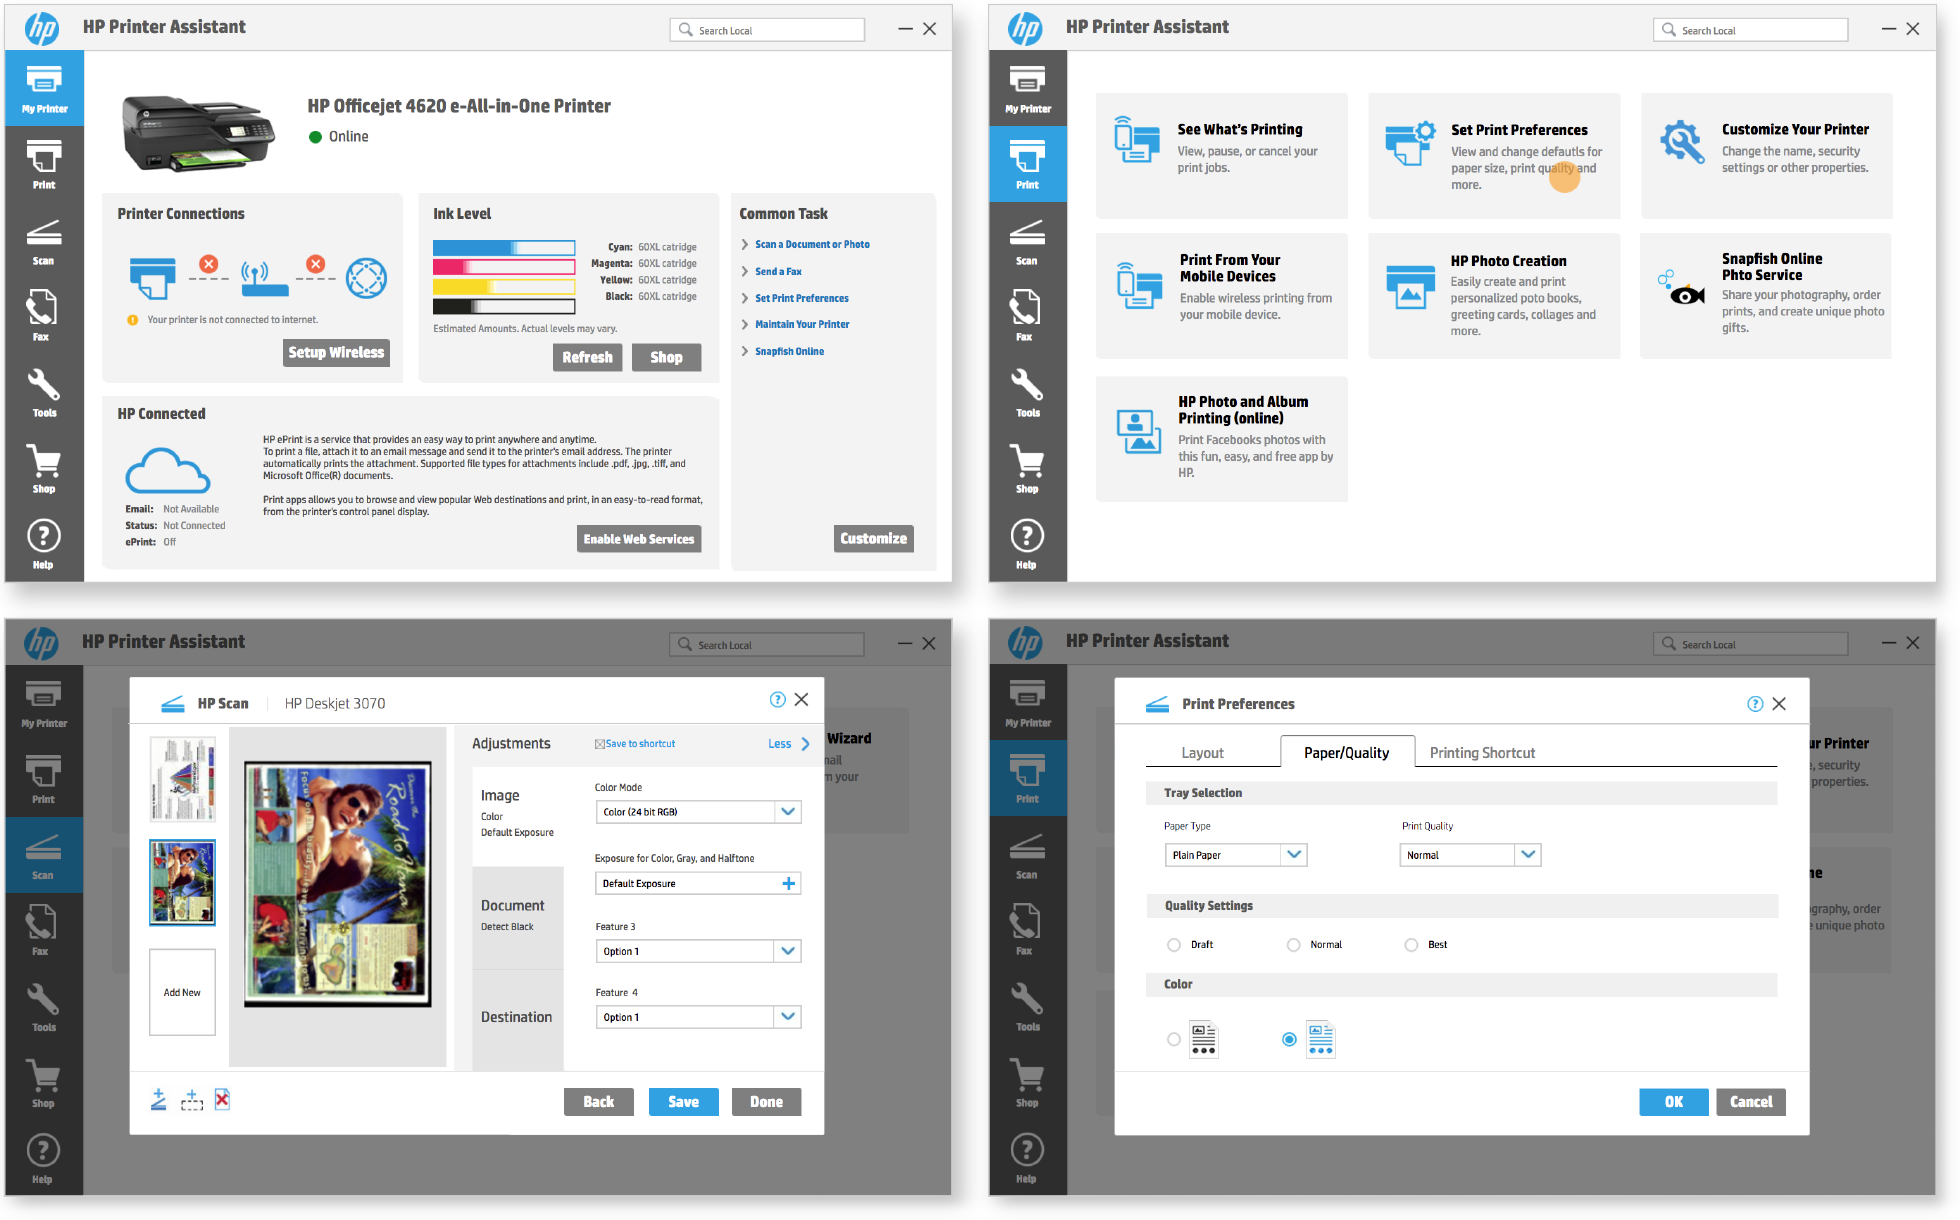 hp HP Printer Assistant
Search Local
My Printer
Print
Scan
Fax
Tools
Shop
Help
HP Officejet 4620 e-All-in-One Printer
Online
Printer Connections
Your printer is not connected to internet.
Setup Wireless
Ink Level
Cyan: 60XL catridge
Magenta: 60XL catridge
Yellow: 60XL catridge
Black: 60XL catridge
Estimated Amounts. Actual levels may vary.
Refresh
Shop
Common Task
Scan a Document or Photo
Send a Fax
Set Print Preferences
Maintain Your Printer
Snapfish Online
Customize
HP Connected
Email: Not Available
Status: Not Connected
ePrint: Off
HP ePrint is a service that provides an easy way to print anywhere and anytime.
To print a file, attach it to an email message and send it to the printer's email address. The printer
automatically prints the attachment. Supported file types for attachments include .pdf, .jpg, .tiff, and
Microsoft Office(R) documents.
Print apps allows you to browse and view popular Web destinations and print, in an easy-to-read format,
from the printer's control panel display.
Enable Web Services
hp HP Printer Assistant
Search Local
My Printer
Print
Scan
Fax
Tools
Shop
Help
See What's Printing
View, pause, or cancel your
print jobs.
Set Print Preferences
View and change defautls for
paper size, print quality and
more.
Customize Your Printer
Change the name, security
settings or other properties.
Print From Your
Mobile Devices
Enable wireless printing from
your mobile device.
HP Photo Creation
Easily create and print
personalized poto books,
greeting cards, collages and
more.
Snapfish Online
Phto Service
Share your photography, order
prints, and create unique photo
gifts.
HP Photo and Album
Printing (online)
Print Facebooks photos with
this fun, easy, and free app by
HP.
hp HP Printer Assistant
Search Local
My Printer
Print
Scan
Fax
Tools
Shop
Help
Wizard
nail
your
HP Scan
HP Deskjet 3070
?
Add New
Discover the
Road to Hana
Adjustments
Save to shortcut
Less
Image
Color
Default Exposure
Document
Detect Black
Destination
Color Mode
Color (24 bit RGB)
Exposure for Color, Gray, and Halftone
Default Exposure
Feature 3
Option 1
Feature 4
Option 1
Back
Save
Done
hp HP Printer Assistant
Search Local
My Printer
Print
Scan
Fax
Tools
Shop
Help
ur Printer
, security
properties.
ne
ography, order
e unique photo
Print Preferences
?
Layout
Paper/Quality
Printing Shortcut
Tray Selection
Paper Type
Plain Paper
Print Quality
Normal
Quality Settings
Draft
Normal
Best
Color
OK
Cancel